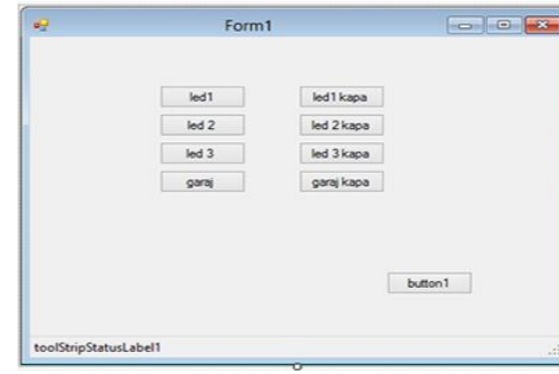 Form1
led1 led1 kapa
led 2 led 2 kapa
led 3 led 3 kapa
garaj garaj kapa
button1
toolStripStatusLabel1